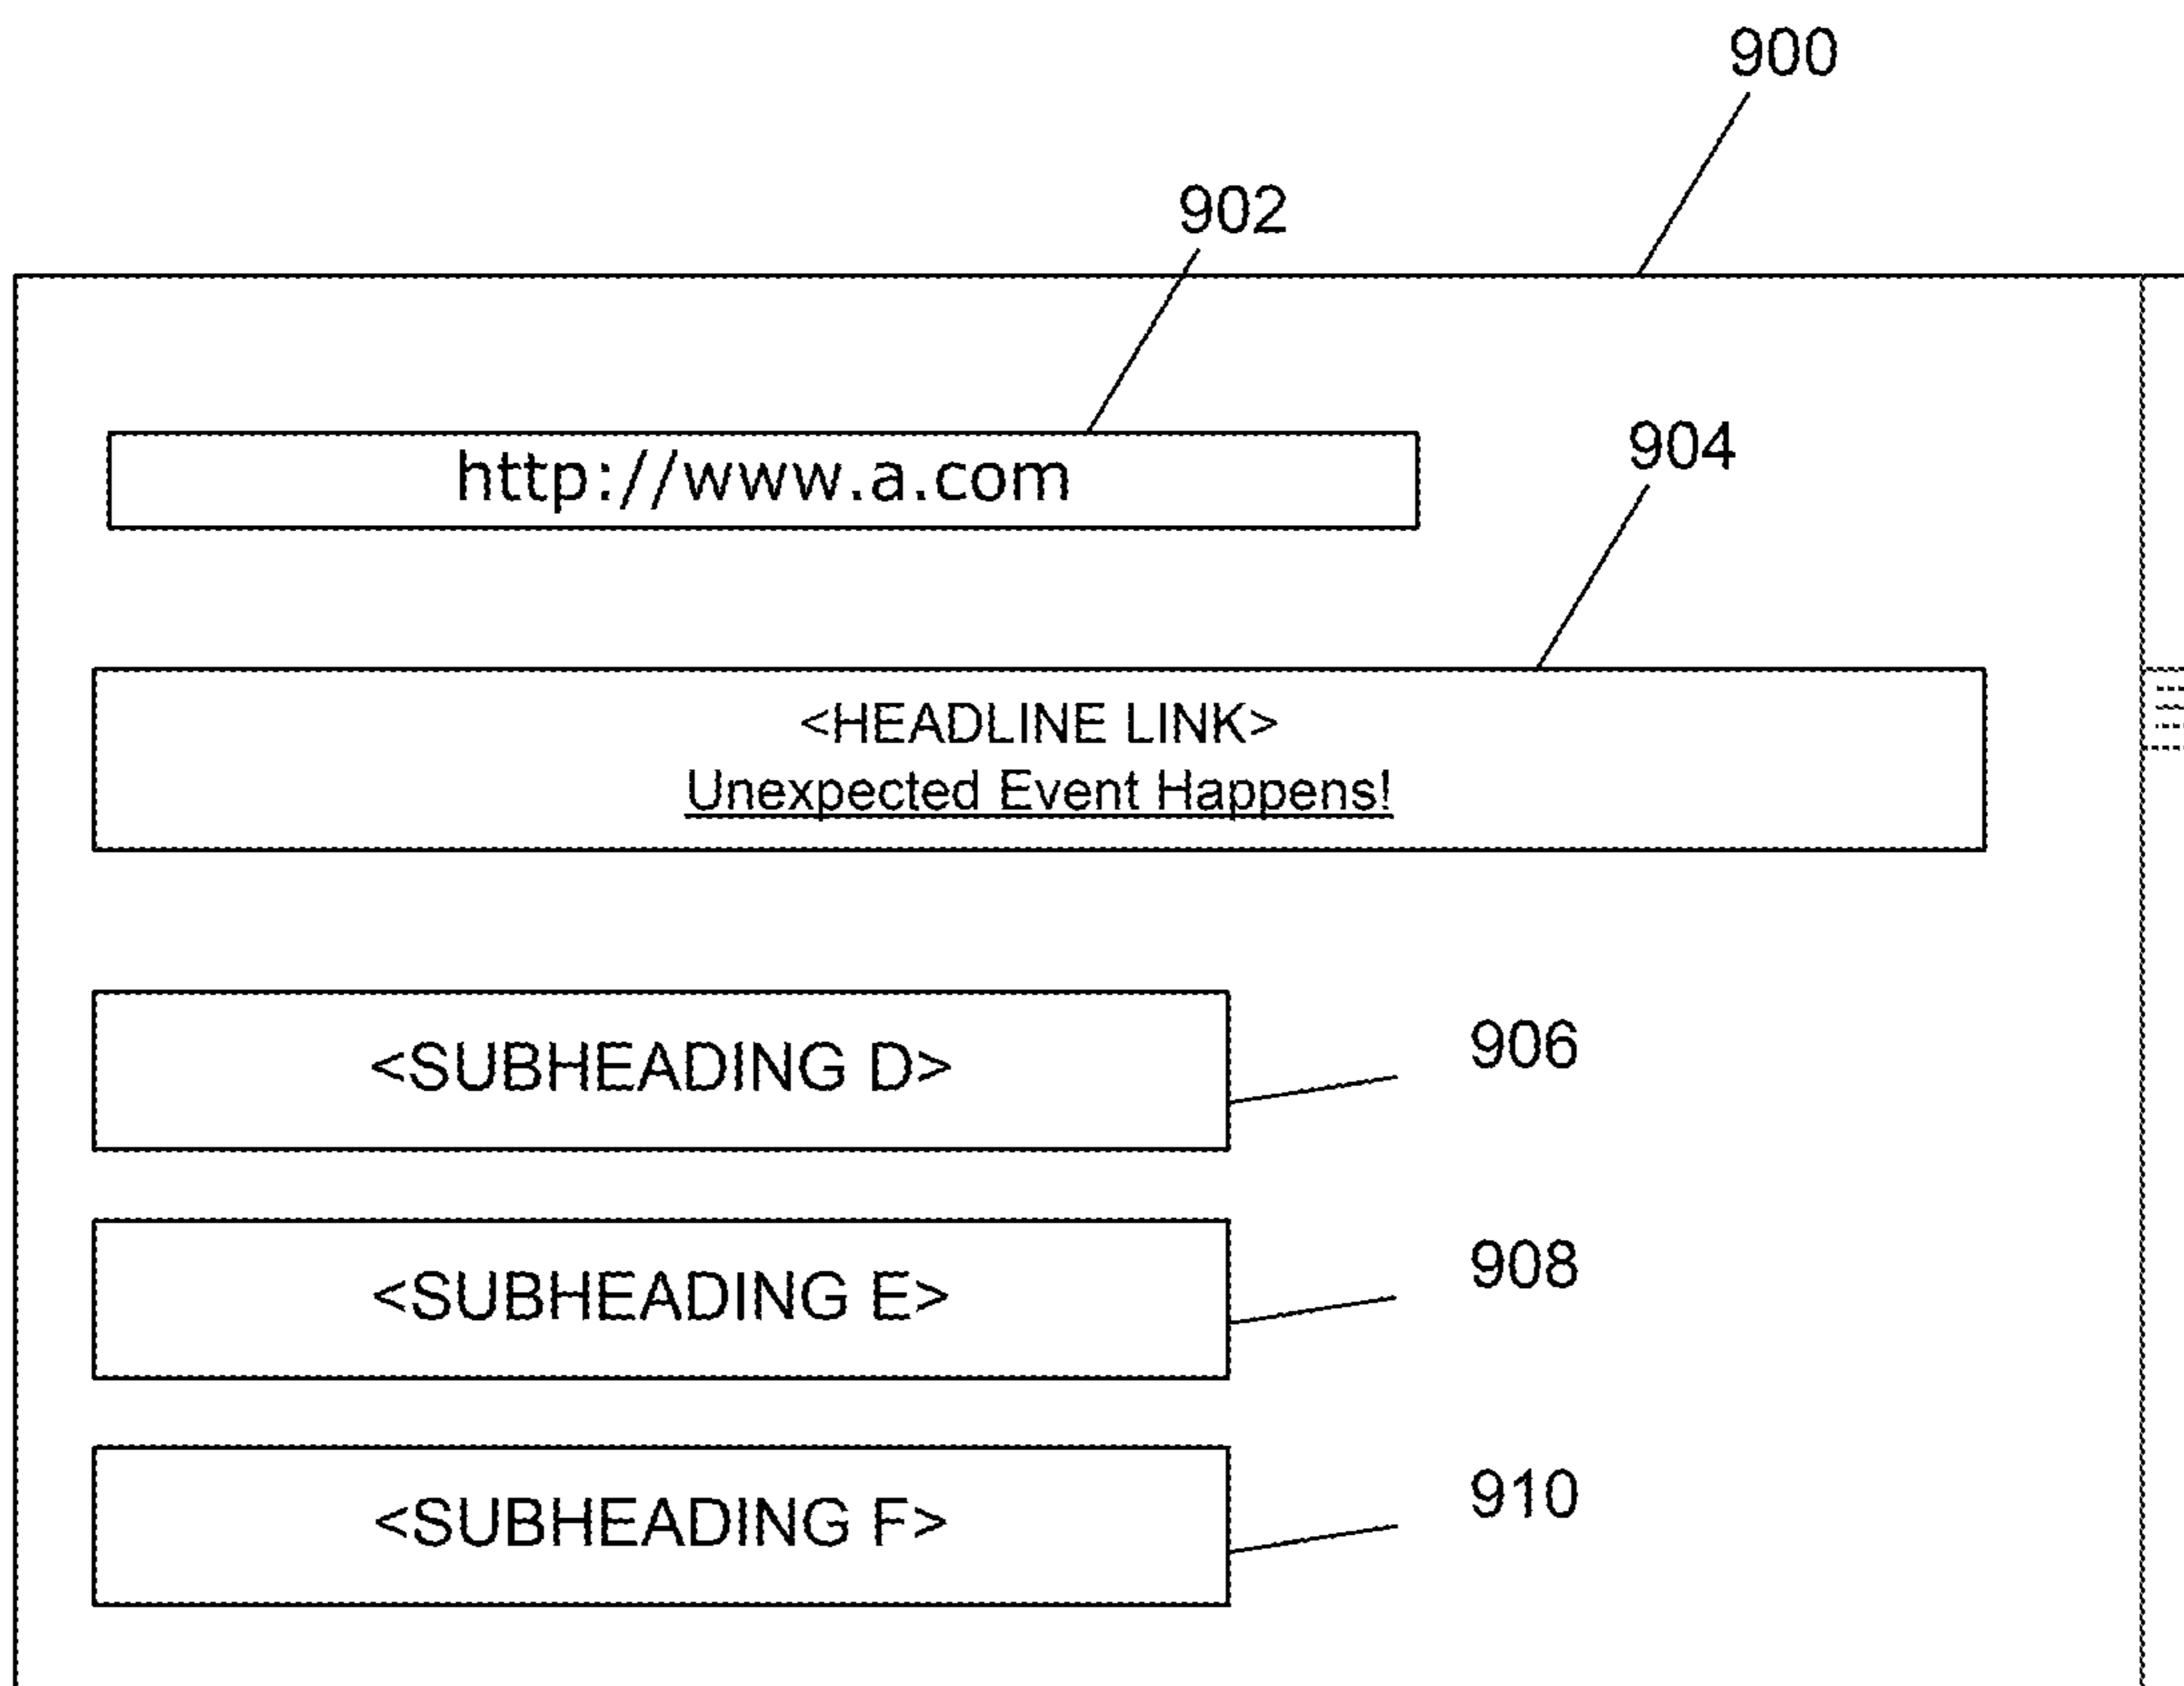 900
902
http://www.a.com
904
<HEADLINE LINK>
Unexpected Event Happens!
<SUBHEADING D>
906
<SUBHEADING E>
908
<SUBHEADING F>
910